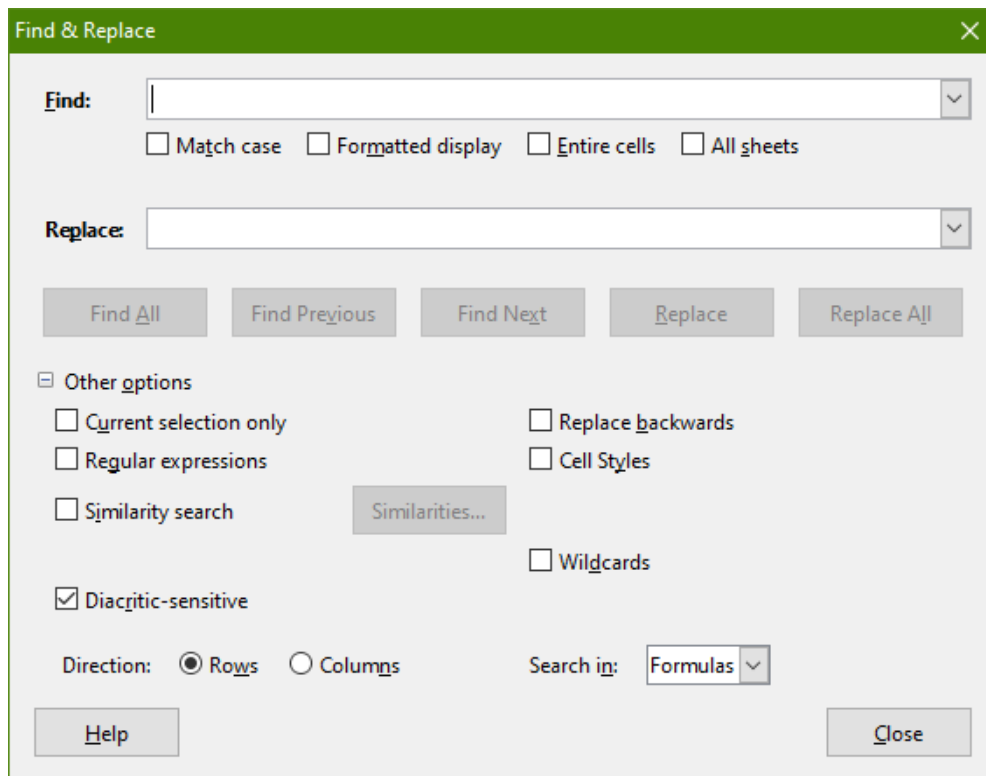 Find & Replace
Find:
Match case Formatted display Entire cells All sheets
Replace:
Find All Find Previous Find Next Replace Replace All
Other options
Current selection only Replace backwards
Regular expressions Cell Styles
Similarity search Similarities...
Wildcards
Diacritic-sensitive
Direction: Rows Columns Search in: Formulas
Help Close